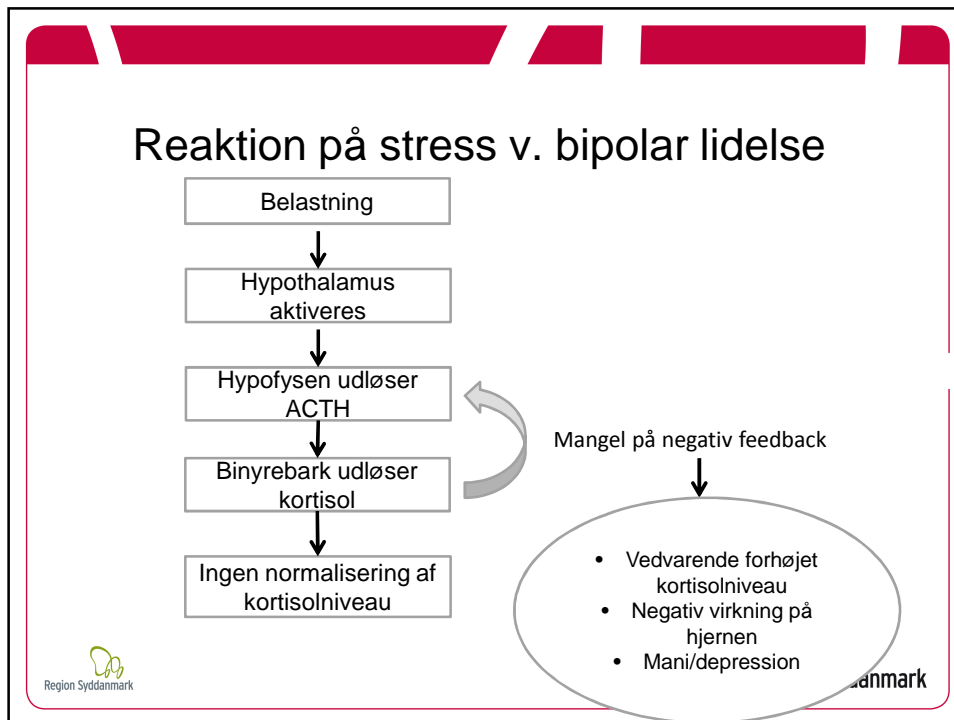 Reaktion på stress v. bipolar lidelse
Belastning
Hypothalamus
aktiveres
Hypofysen udløser
ACTH
Binyrebark udløser
kortisol
Ingen normalisering af
kortisolniveau
Mangel på negativ feedback
• Vedvarende forhøjet
kortisolniveau
• Negativ virkning på
hjernen
• Mani/depression
Region Syddanmark